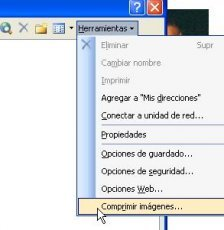 Herramientas
Eliminar Supr
Cambiar nombre
Imprimir
Agregar a "Mis direcciones"
Conectar a unidad de red...
Propiedades
Opciones de guardado...
Opciones de seguridad...
Opciones Web...
Comprimir imágenes...